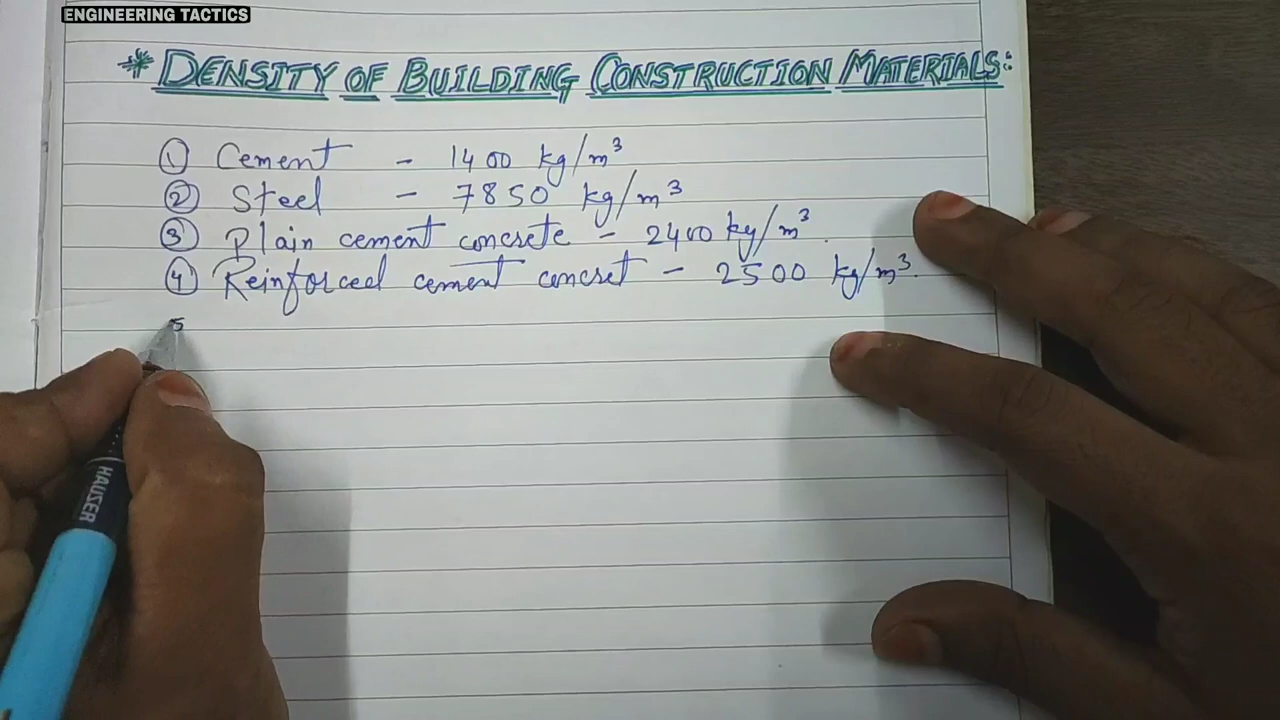 ENGINEERING TACTICS
* DENSITY OF BUILDING CONSTRUCTION MATERIALS:
① Cement - 1400 kg/m³
② Steel - 7850 kg/m³
③ Plain cement concrete - 2400 kg/m³.
④ Reinforced cement concret - 2500 kg/m³.
5
HAUSER